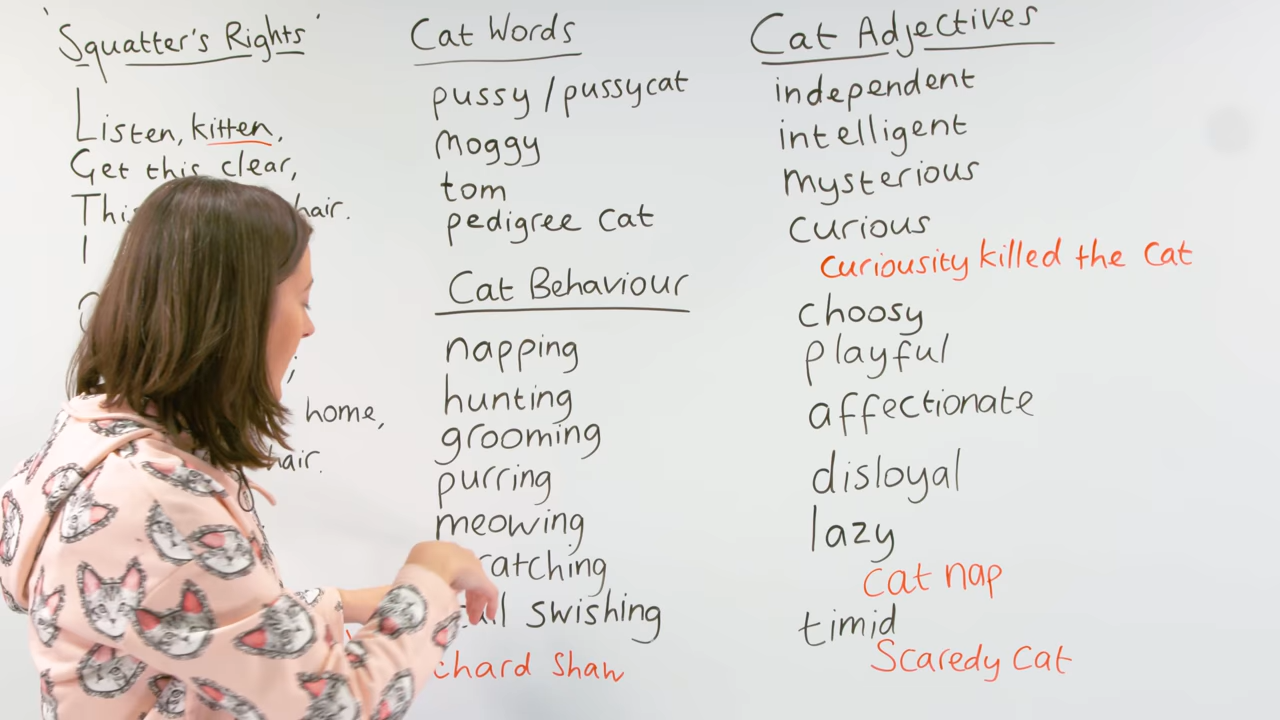 'Squatter's Rights'
Listen, kitten,
Get this clear,
home,
Cat Words
pussy / pussycat
moggy
tom
pedigree cat
Cat Behaviour
napping
hunting
grooming
purring
meowing
swishing
Shaw
Cat Adjectives
independent
intelligent
mysterious
curious
curiousity killed the cat
choosy
playful
affectionate
disloyal
lazy
cat nap
timid
Scaredy Cat